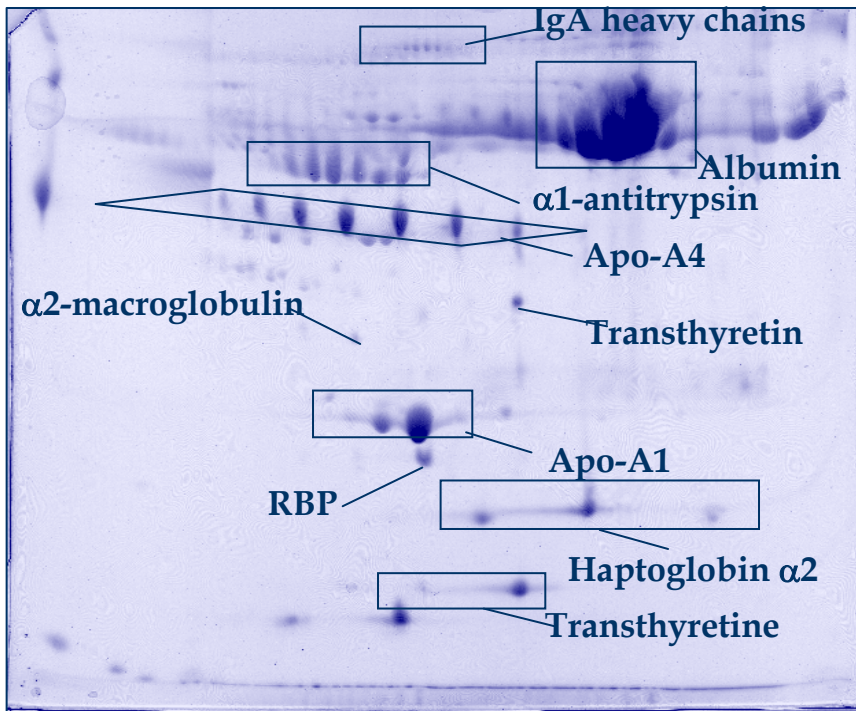 IgA heavy chains
Albumin
α1-antitrypsin
Apo-A4
α2-macroglobulin
Transthyretin
Apo-A1
RBP
Haptoglobin α2
Transthyretine